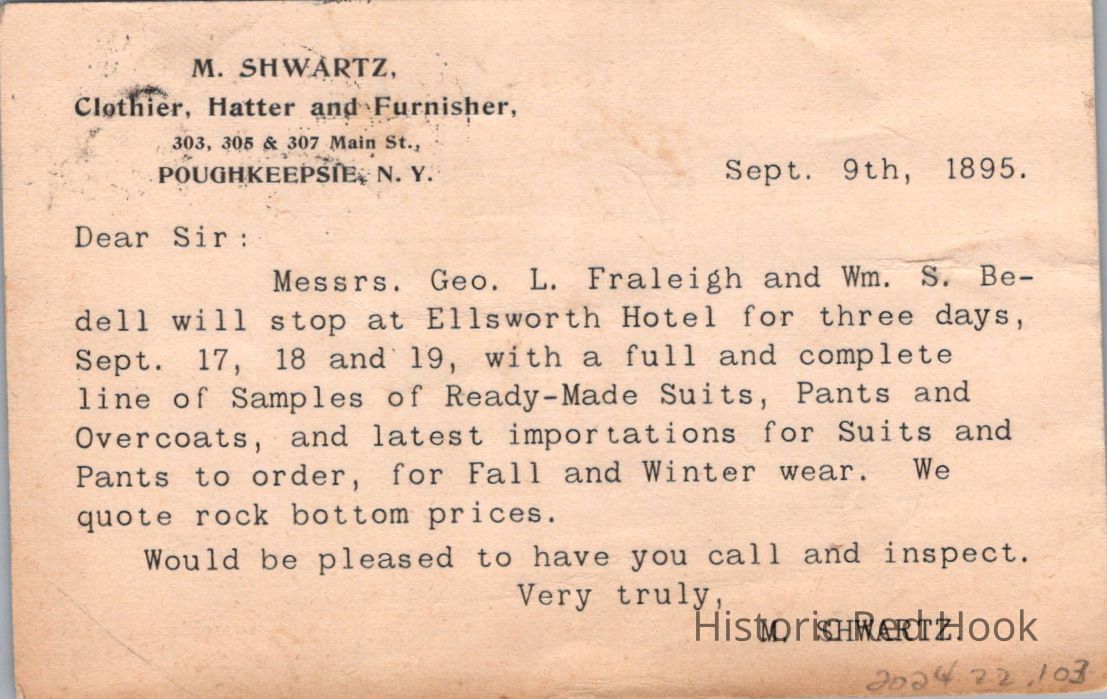 M. SHWARTZ,
Clothier, Hatter and Furnisher,
303, 305 & 307 Main St.,
POUGHKEEPSIE, N. Y.
Sept. 9th, 1895.
Dear Sir:
Messrs. Geo. L. Fraleigh and Wm. S. Be-
dell will stop at Ellsworth Hotel for three days,
Sept. 17, 18 and 19, with a full and complete
line of Samples of Ready-Made Suits, Pants and
Overcoats, and latest importations for Suits and
Pants to order, for Fall and Winter wear. We
quote rock bottom prices.
Would be pleased to have you call and inspect.
Very truly,
M. SHWARTZ.
Historic Red Hook
2024 22.103